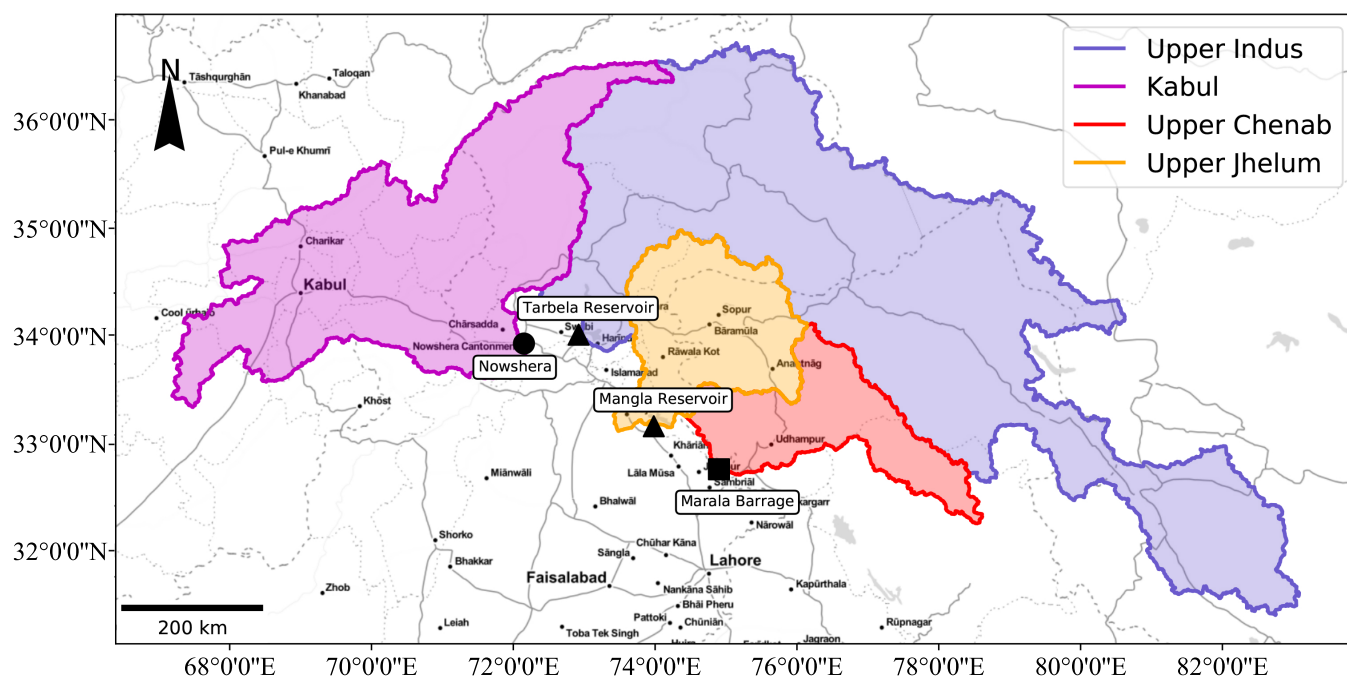 N
Upper Indus
Kabul
Upper Chenab
Upper Jhelum
36°0'0"N
35°0'0"N
34°0'0"N
33°0'0"N
32°0'0"N
Tāshqurghān
Taloqan
Khanabad
Pul-e Khumrī
Charikar
Kabul
Cool ūrbajo
Chārsadda
Nowshera Cantonmen
Nowshera
Tarbela Reservoir
Sopur
Bāramūla
Rāwala Kot
Islamabad
Mangla Reservoir
Khōst
Khāriān
Udhampur
Lāla Mūsa
Miānwāli
Sambriāl
Marala Barrage
kargarr
Bhalwāl
Nārowāl
Shorko
Chūhar Kāna
Sāngla
Bhakkar
Lahore
Faisalabad
Zhob
Nankāna Sāhib
Kapūrthala
Bhāi Pheru
Pattoki
Chūniān
Leiah
Toba Tek Singh
Rūpnagar
Jagraon
200 km
68°0'0"E
70°0'0"E
72°0'0"E
74°0'0"E
76°0'0"E
78°0'0"E
80°0'0"E
82°0'0"E